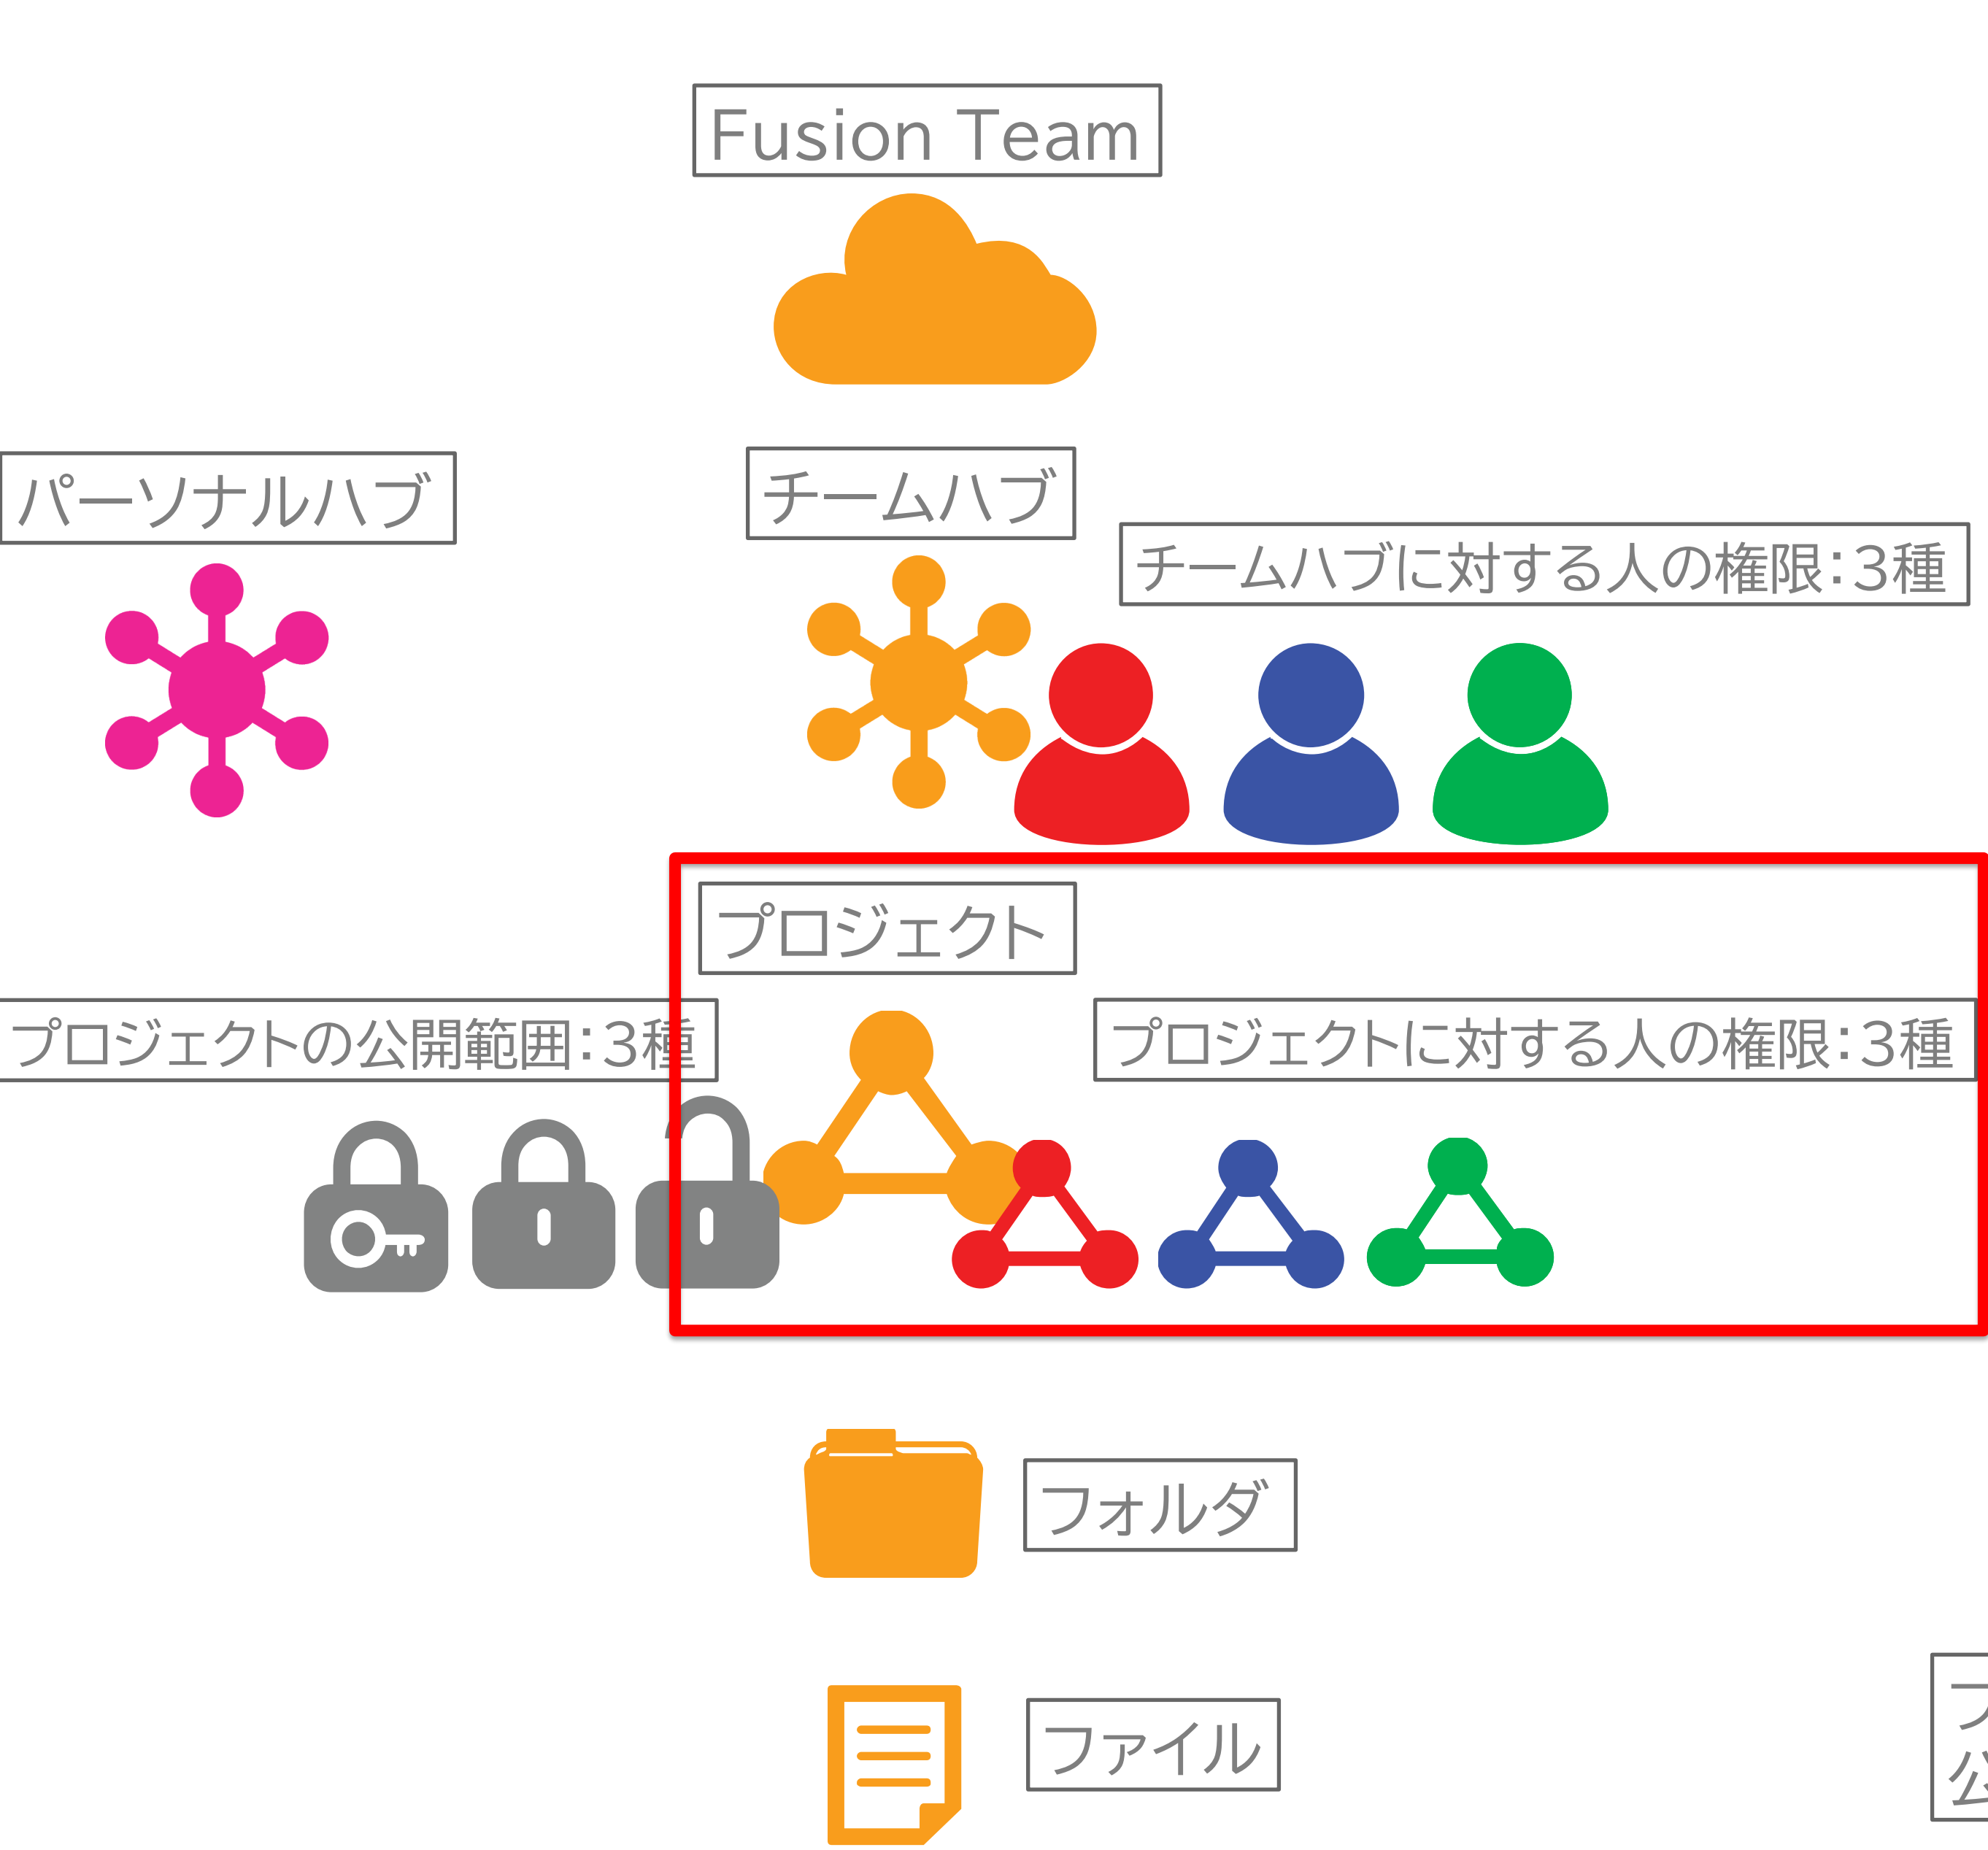 Fusion Team
パーソナルハブ
チームハブ
チームハブに対する人の権限：3種
プロジェクト
プロジェクトの公開範囲：3種
プロジェクトに対する人の権限：3種
フォルダ
ファイル